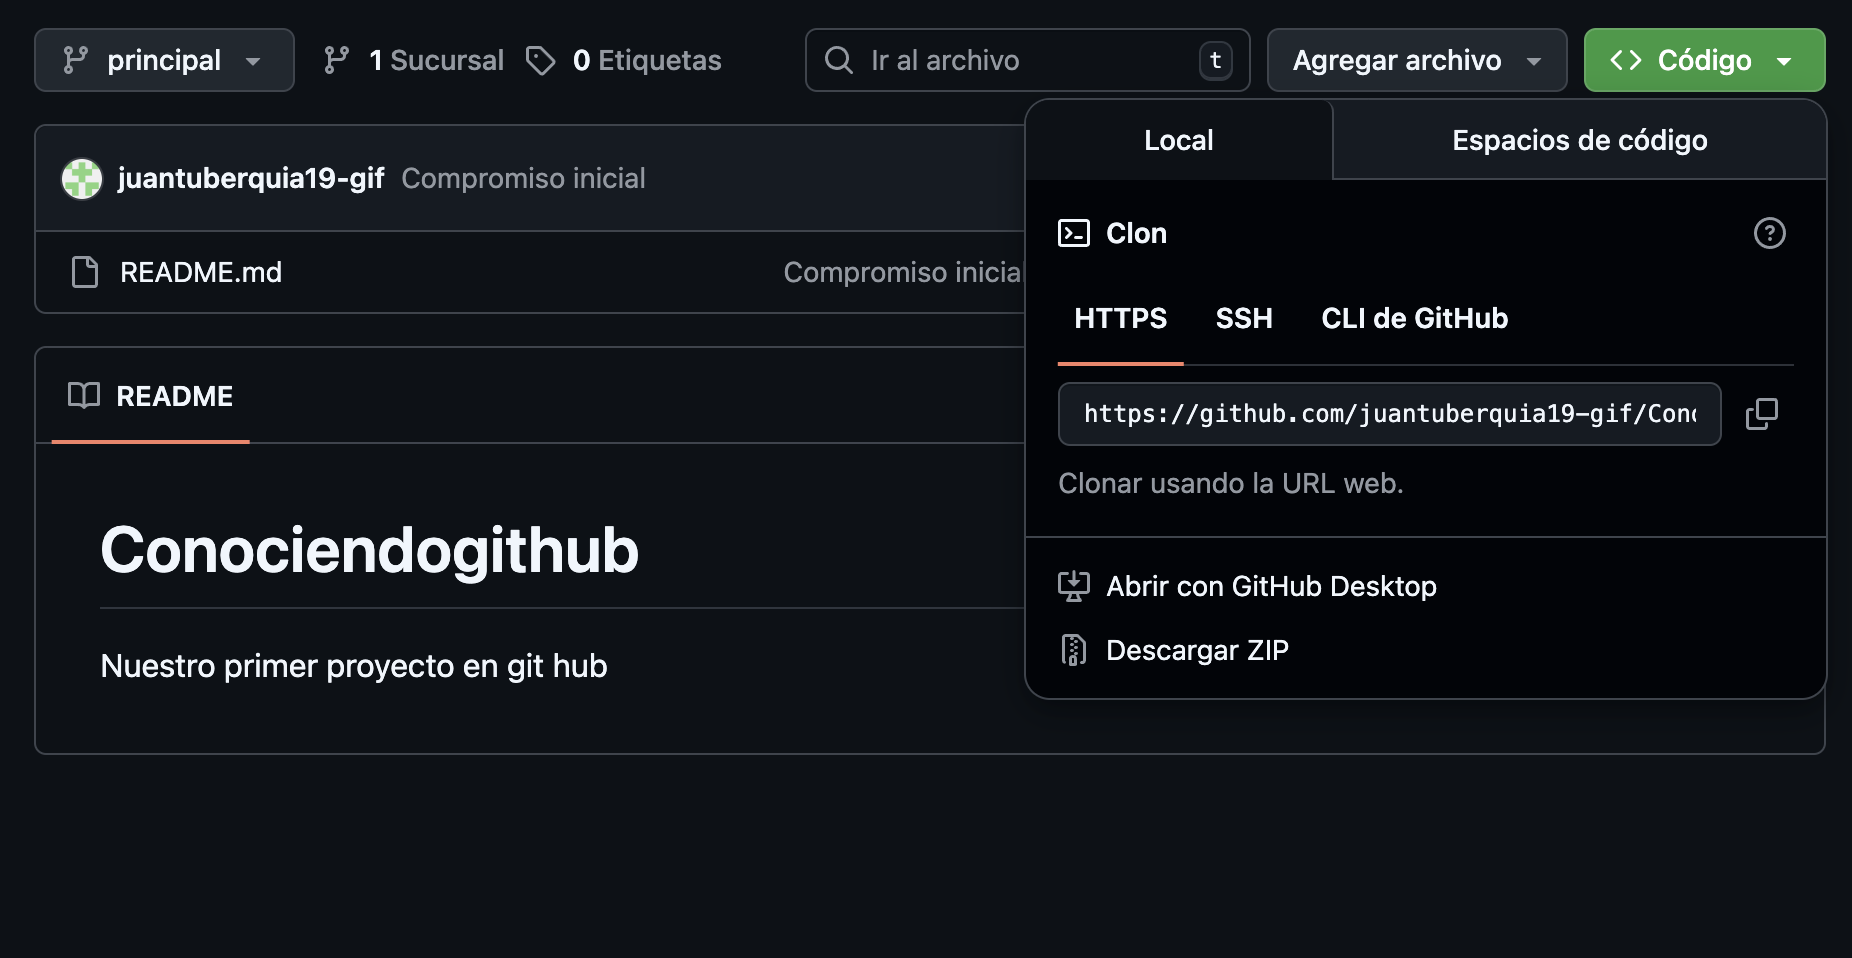 principal
1 Sucursal
0 Etiquetas
Ir al archivo
t
Agregar archivo
Código
juantuberquia19-gif Compromiso inicial
README.md
Compromiso inicial
README
Conociendogithub
Nuestro primer proyecto en git hub
Local
Espacios de código
Clon
HTTPS
SSH
CLI de GitHub
https://github.com/juantuberquia19-gif/Cono
Clonar usando la URL web.
Abrir con GitHub Desktop
Descargar ZIP